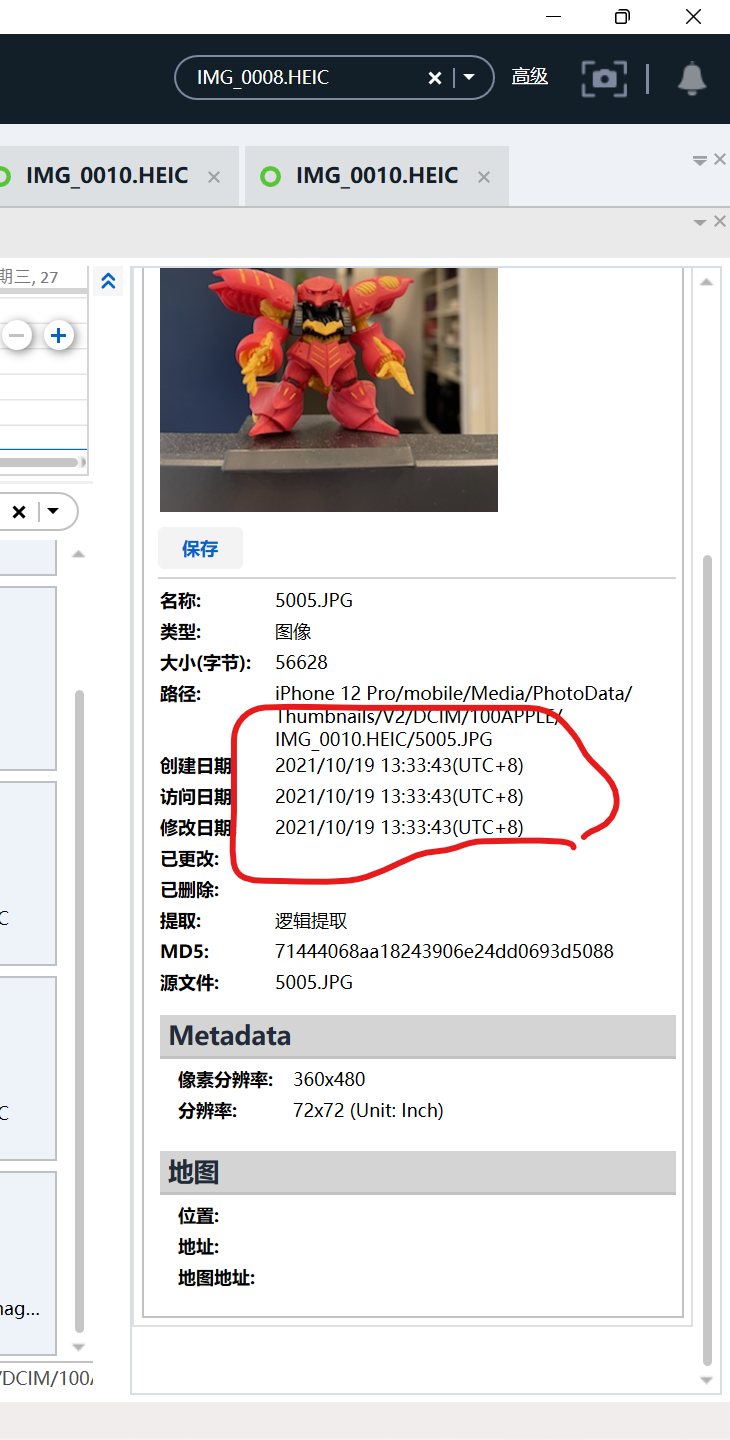 IMG_0008.HEIC
高级
IMG_0010.HEIC
IMG_0010.HEIC
期三, 27
保存
名称: 5005.JPG
类型: 图像
大小(字节): 56628
路径: iPhone 12 Pro/mobile/Media/PhotoData/
Thumbnails/V2/DCIM/100APPLE/
IMG_0010.HEIC/5005.JPG
创建日期 2021/10/19 13:33:43(UTC+8)
访问日期 2021/10/19 13:33:43(UTC+8)
修改日期 2021/10/19 13:33:43(UTC+8)
已更改:
已删除:
提取: 逻辑提取
MD5: 71444068aa18243906e24dd0693d5088
源文件: 5005.JPG
Metadata
像素分辨率: 360x480
分辨率: 72x72 (Unit: Inch)
地图
位置:
地址:
地图地址:
C
C
nag...
/DCIM/100